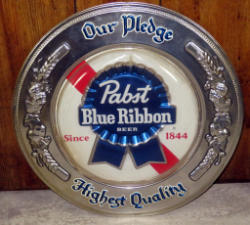 Our Pledge
Pabst
Blue Ribbon
BEER
Since 1844
Highest Quality